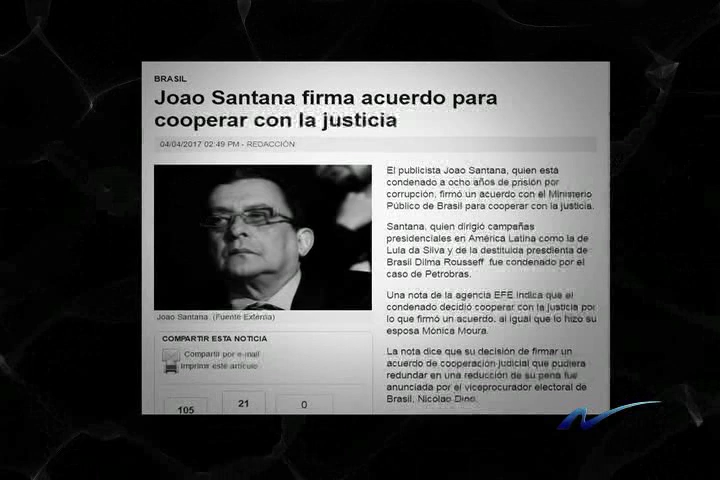 BRASIL
Joao Santana firma acuerdo para
cooperar con la justicia
04/04/2017 02:49 PM - REDACCIÓN
El publicista Joao Santana, quien está
condenado a ocho años de prisión por
corrupción, firmó un acuerdo con el Ministerio
Público de Brasil para cooperar con la justicia.
Santana, quien dirigió campañas
presidenciales en América Latina como la de
Lula da Silva y de la destituida presdienta de
Brasil Dilma Rousseff fue condenado por el
caso de Petrobras.
Una nota de la agencia EFE indica que el
condenado decidió cooperar con la justicia por
lo que firmó un acuerdo, al igual que lo hizo su
esposa Mónica Moura.
La nota dice que su decisión de firmar un
acuerdo de cooperación judicial que pudiera
redundar en una reducción de su pena fue
anunciada por el viceprocurador electoral de
Brasil, Nicolao Dino.
Joao Santana (Fuente Externa)
COMPARTIR ESTA NOTICIA
Compartir por e-mail
Imprimir este artículo
105 21 0